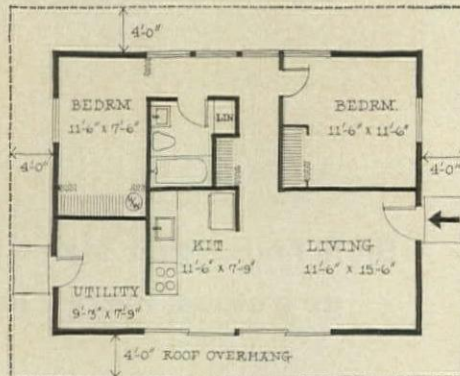 4'-0"
BEDRM.
11'-6" x 7'-6"
LIN
BEDRM.
11'-6" x 11'-6"
4'-0"
4'-0"
KIT.
11'-6" x 7'-9"
LIVING
11'-6" x 15'-6"
UTILITY
9'-3" x 7'-9"
4'-0" ROOF OVERHANG